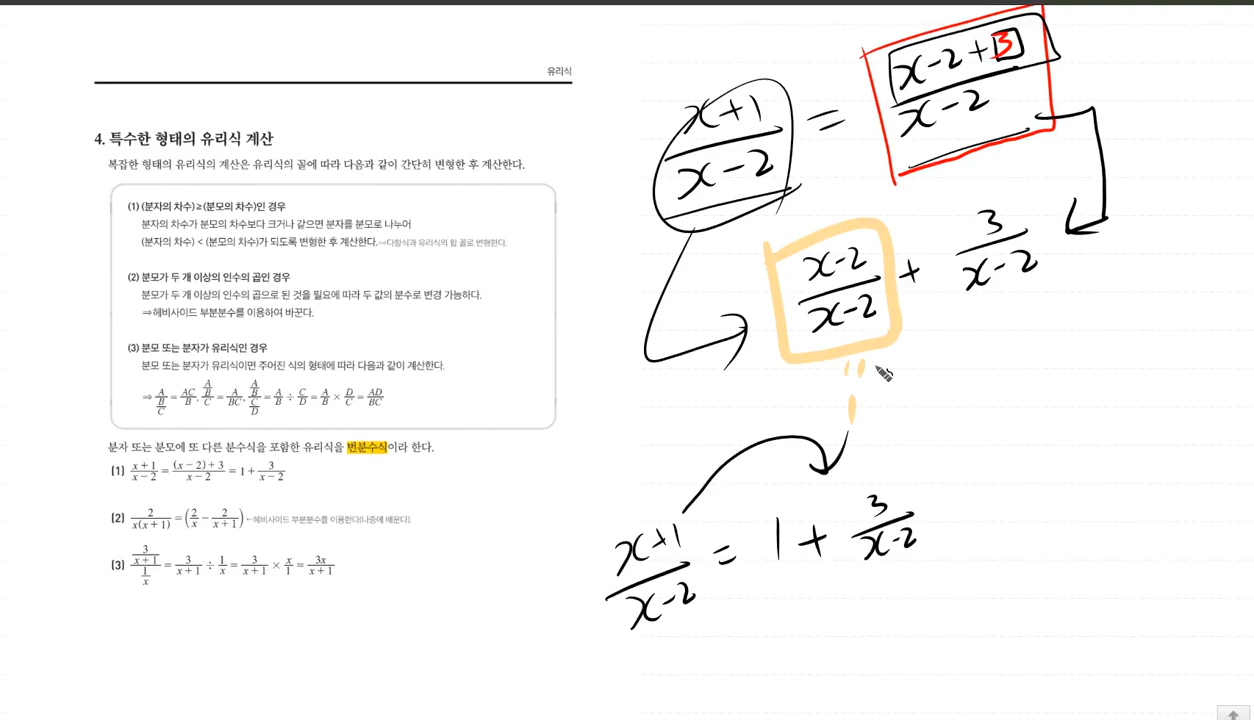 유리식
4. 특수한 형태의 유리식 계산
복잡한 형태의 유리식의 계산은 유리식의 꼴에 따라 다음과 같이 간단히 변형한 후 계산한다.
(1) (분자의 차수)≥(분모의 차수)인 경우
분자의 차수가 분모의 차수보다 크거나 같으면 분자를 분모로 나누어
(분자의 차수) < (분모의 차수)가 되도록 변형한 후 계산한다. ⇒다항식과 유리식의 합 꼴로 변형한다.
(2) 분모가 두 개 이상의 인수의 곱인 경우
분모가 두 개 이상의 인수의 곱으로 된 것을 필요에 따라 두 값의 분수로 변경 가능하다.
⇒헤비사이드 부분분수를 이용하여 바꾼다.
(3) 분모 또는 분자가 유리식인 경우
분모 또는 분자가 유리식이면 주어진 식의 형태에 따라 다음과 같이 계산한다.
⇒ A/(B/C) = AC/B, (A/B)/C = A/BC, (A/B)/(C/D) = A/B ÷ C/D = A/B × D/C = AD/BC
분자 또는 분모에 또 다른 분수식을 포함한 유리식을 번분수식이라 한다.
(1) (x+1)/(x−2) = ((x−2)+3)/(x−2) = 1 + 3/(x−2)
(2) 2/(x(x+1)) = (2/x − 2/(x+1)) ←헤비사이드 부분분수를 이용한다(나중에 배운다).
(3) (3/(x+1))/(1/x) = 3/(x+1) ÷ 1/x = 3/(x+1) × x/1 = 3x/(x+1)
(x+1)/(x-2) = (x-2+3)/(x-2)
(x-2)/(x-2) + 3/(x-2)
(x+1)/(x-2) = 1 + 3/(x-2)